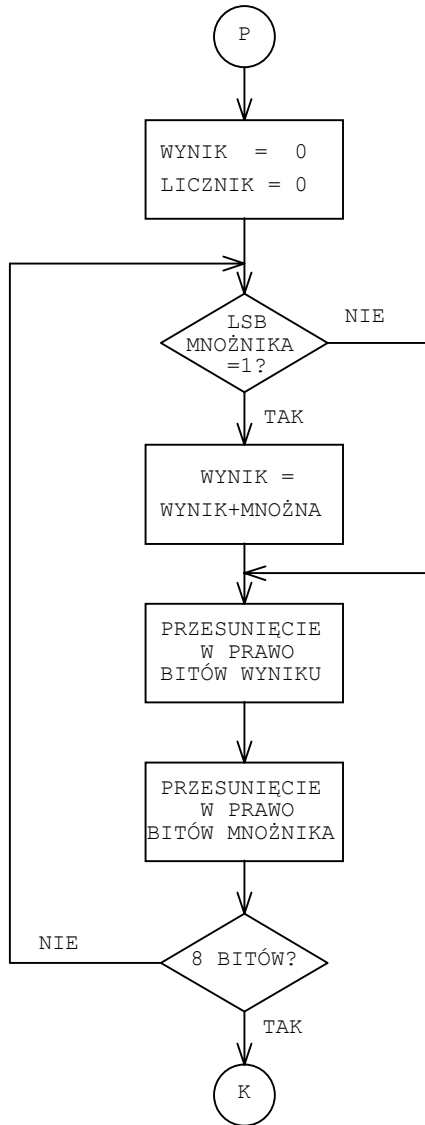 P
WYNIK = 0
LICZNIK = 0
LSB
MNOŻNIKA
=1?
NIE
TAK
WYNIK =
WYNIK+MNOŻNA
PRZESUNIĘCIE
W PRAWO
BITÓW WYNIKU
PRZESUNIĘCIE
W PRAWO
BITÓW MNOŻNIKA
NIE
8 BITÓW?
TAK
K